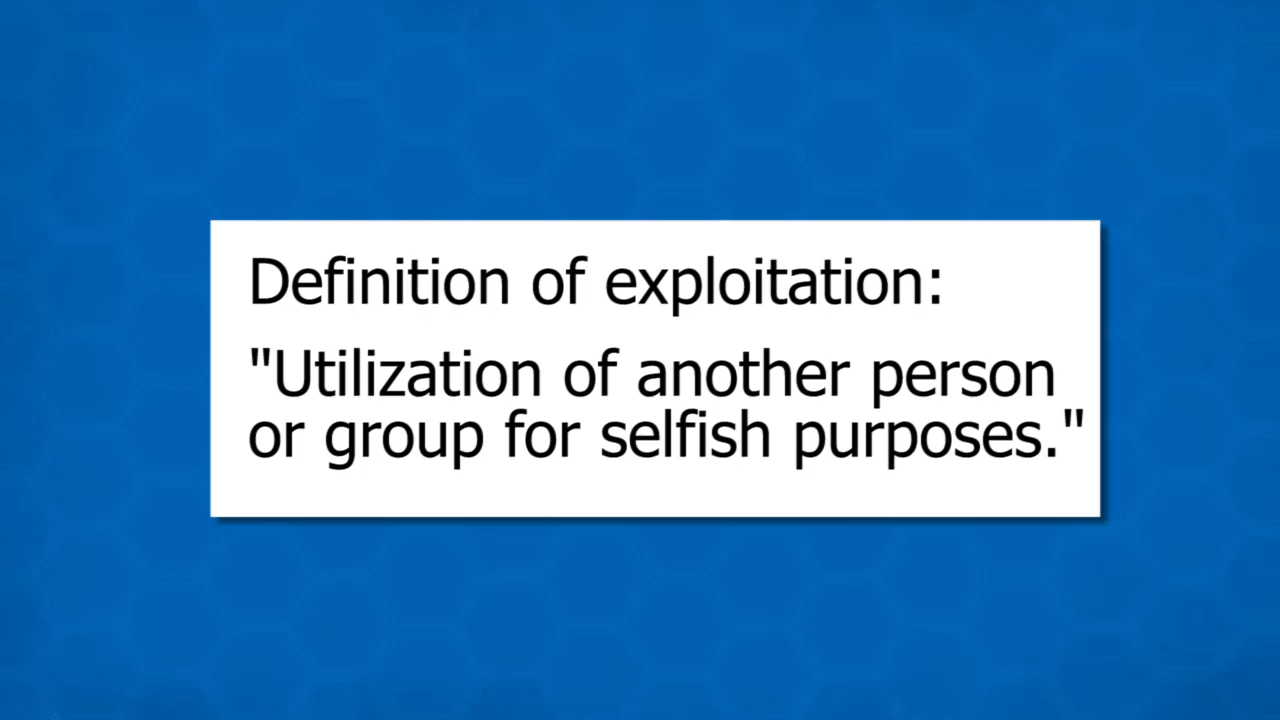 Definition of exploitation:
"Utilization of another person
or group for selfish purposes."